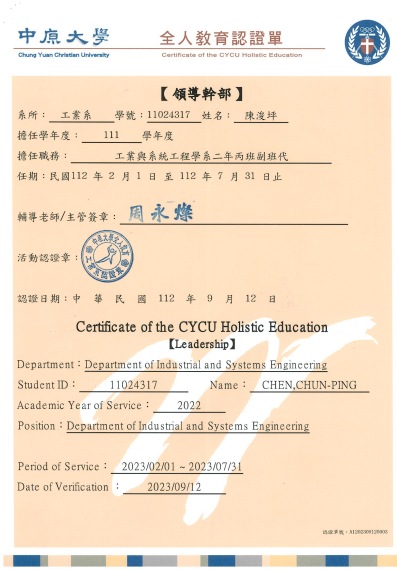 中原大學 全人教育認證單
Chung Yuan Christian University Certificate of the CYCU Holistic Education
【領導幹部】
系所： 工業系 學號：11024317 姓名： 陳浚坪
擔任學年度： 111 學年度
擔任職務： 工業與系統工程學系二年丙班副班代
任期：民國112 年 2 月 1 日 至 112 年 7 月 31 日止
輔導老師/主管簽章： 周永燦
活動認證章：
認證日期：中 華 民 國 112 年 9 月 12 日
Certificate of the CYCU Holistic Education
【Leadership】
Department：Department of Industrial and Systems Engineering
Student ID： 11024317 Name： CHEN,CHUN-PING
Academic Year of Service： 2022
Position：Department of Industrial and Systems Engineering
Period of Service： 2023/02/01 ~ 2023/07/31
Date of Verification ： 2023/09/12